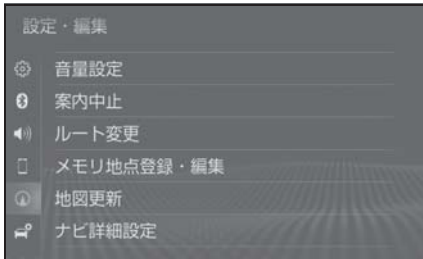 設定・編集
音量設定
案内中止
ルート変更
メモリ地点登録・編集
地図更新
ナビ詳細設定